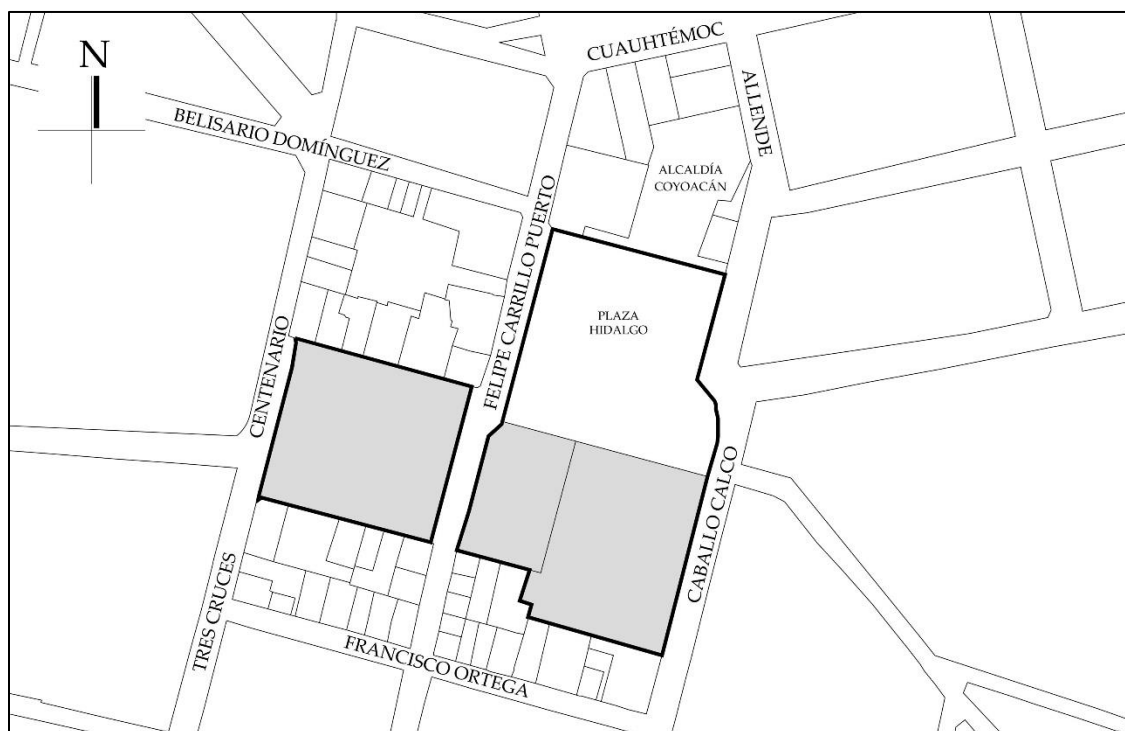 CUAUHTÉMOC
N
ALLENDE
BELISARIO DOMÍNGUEZ
ALCALDÍA
COYOACÁN
FELIPE CARRILLO PUERTO
PLAZA
HIDALGO
CENTENARIO
CABALLO CALCO
TRES CRUCES
FRANCISCO ORTEGA